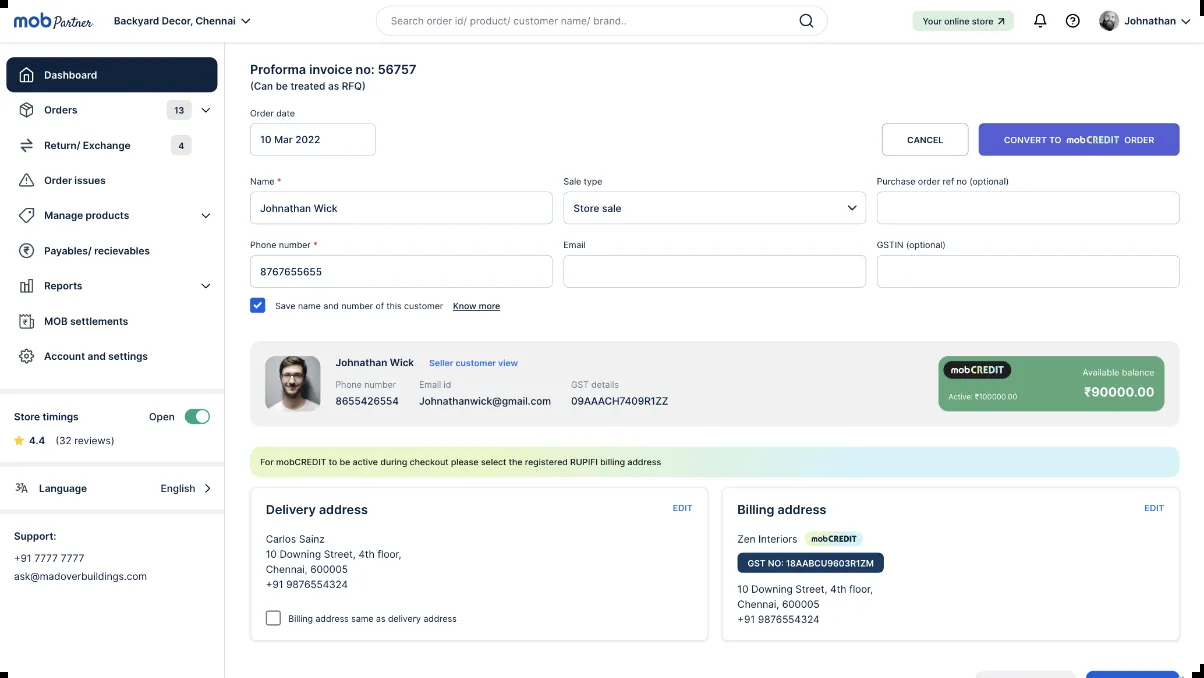 mob Partner
Backyard Decor, Chennai
Search order id/ product/ customer name/ brand..
Your online store
Johnathan
Dashboard
Orders 13
Return/ Exchange 4
Order issues
Manage products
Payables/ recievables
Reports
MOB settlements
Account and settings
Store timings Open
4.4 (32 reviews)
Language English
Support:
+91 7777 7777
ask@madoverbuildings.com
Proforma invoice no: 56757
(Can be treated as RFQ)
Order date
10 Mar 2022
CANCEL
CONVERT TO mobCREDIT ORDER
Name *
Johnathan Wick
Sale type
Store sale
Purchase order ref no (optional)
Phone number *
8767655655
Email
GSTIN (optional)
Save name and number of this customer Know more
Johnathan Wick Seller customer view
Phone number Email id GST details
8655426554 Johnathanwick@gmail.com 09AAACH7409R1ZZ
mobCREDIT
Available balance
Active: ₹100000.00
₹90000.00
For mobCREDIT to be active during checkout please select the registered RUPIFI billing address
Delivery address EDIT
Carlos Sainz
10 Downing Street, 4th floor,
Chennai, 600005
+91 9876554324
Billing address same as delivery address
Billing address EDIT
Zen Interiors mobCREDIT
GST NO: 18AABCU9603R1ZM
10 Downing Street, 4th floor,
Chennai, 600005
+91 9876554324